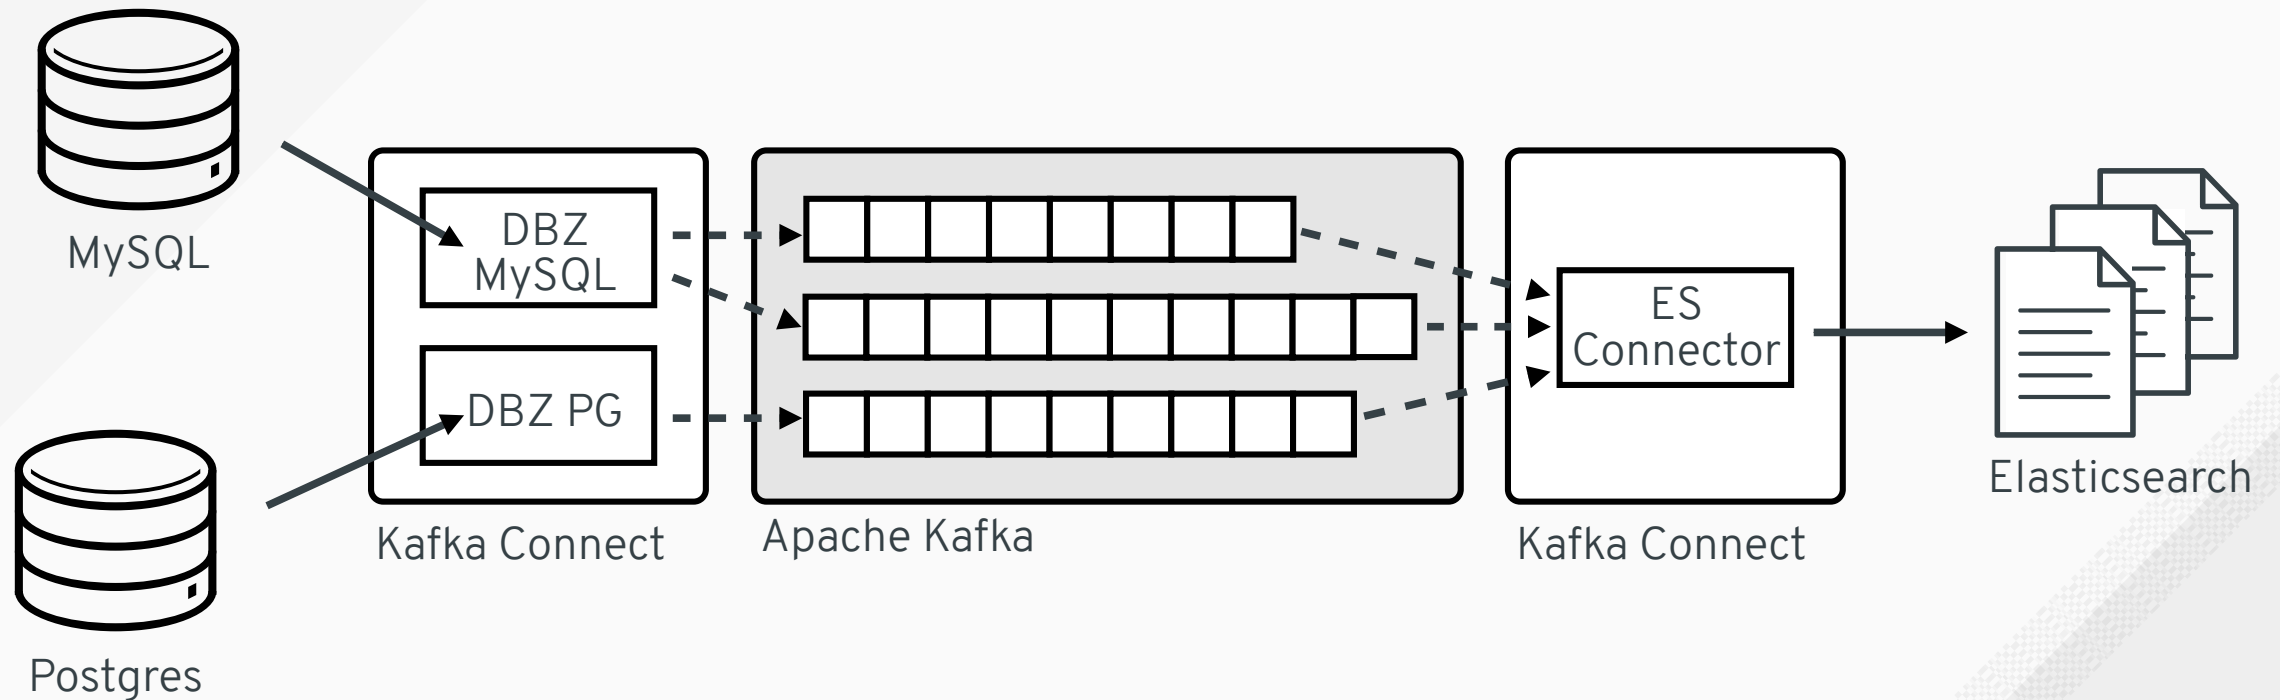 MySQL
DBZ
MySQL
DBZ PG
Kafka Connect
Apache Kafka
ES
Connector
Kafka Connect
Elasticsearch
Postgres